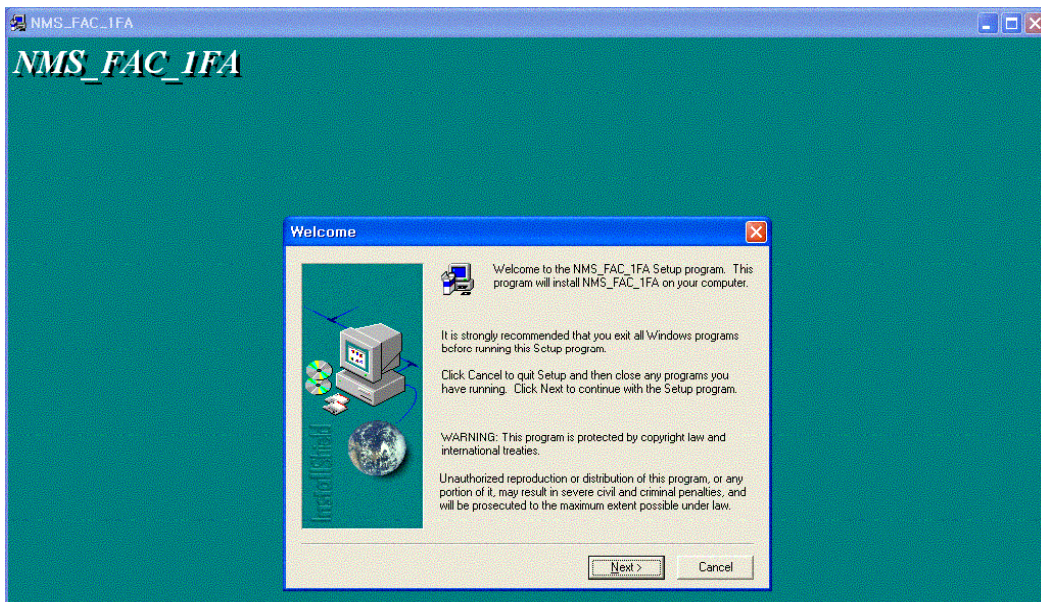 NMS_FAC_1FA
NMS_FAC_1FA
Welcome
Welcome to the NMS_FAC_1FA Setup program. This
program will install NMS_FAC_1FA on your computer.
It is strongly recommended that you exit all Windows programs
before running this Setup program.
Click Cancel to quit Setup and then close any programs you
have running. Click Next to continue with the Setup program.
WARNING: This program is protected by copyright law and
international treaties.
Unauthorized reproduction or distribution of this program, or any
portion of it, may result in severe civil and criminal penalties, and
will be prosecuted to the maximum extent possible under law.
InstallShield
Next >
Cancel